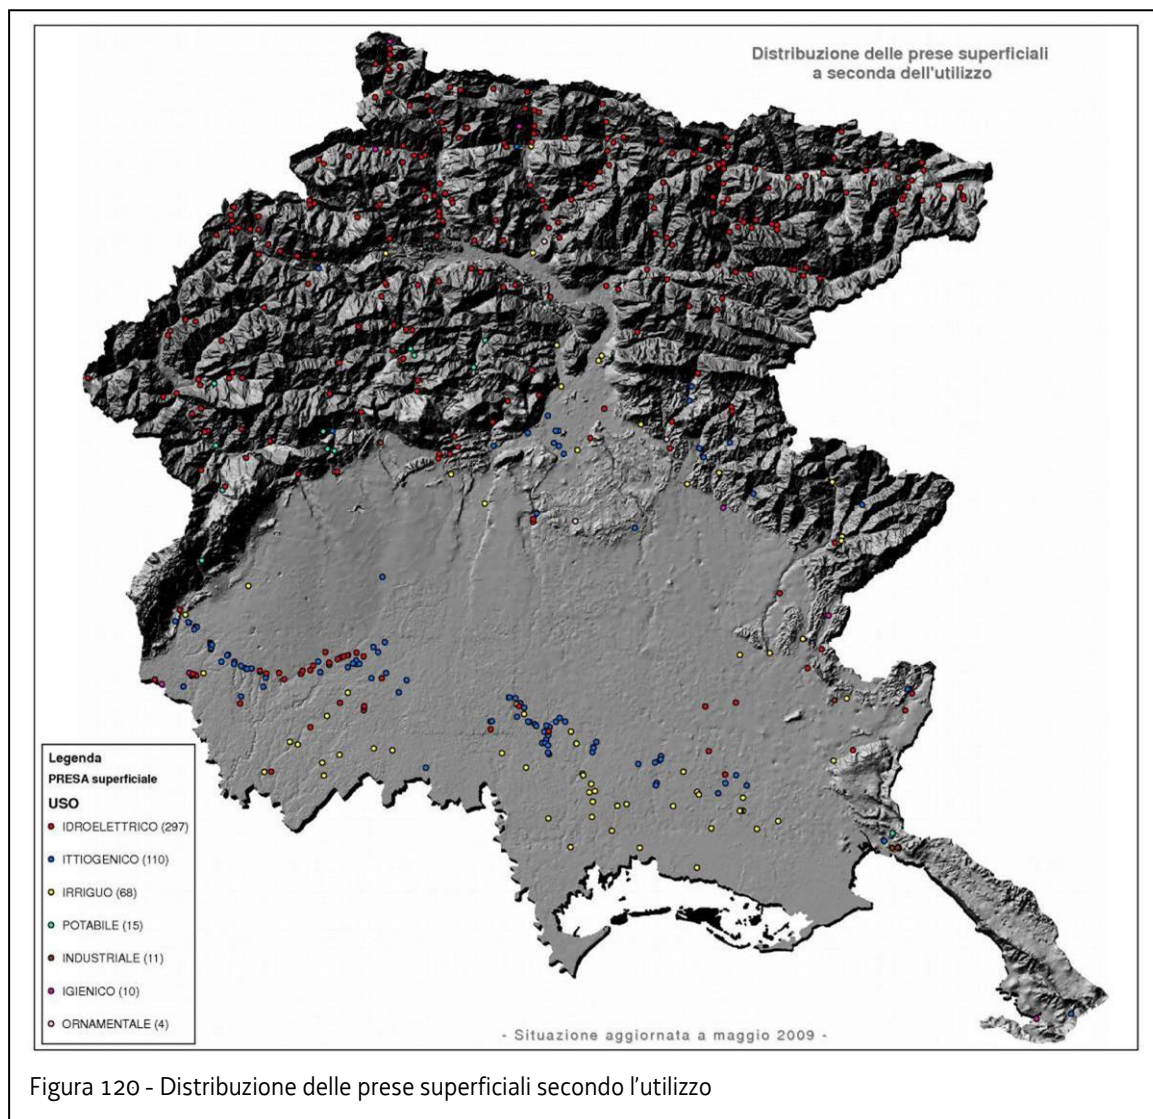 Distribuzione delle prese superficiali
a seconda dell'utilizzo
Legenda
PRESA superficiale
USO
IDROELETTRICO (297)
ITTIOGENICO (110)
IRRIGUO (68)
POTABILE (15)
INDUSTRIALE (11)
IGIENICO (10)
ORNAMENTALE (4)
- Situazione aggiornata a maggio 2009 -
Figura 120 - Distribuzione delle prese superficiali secondo l'utilizzo